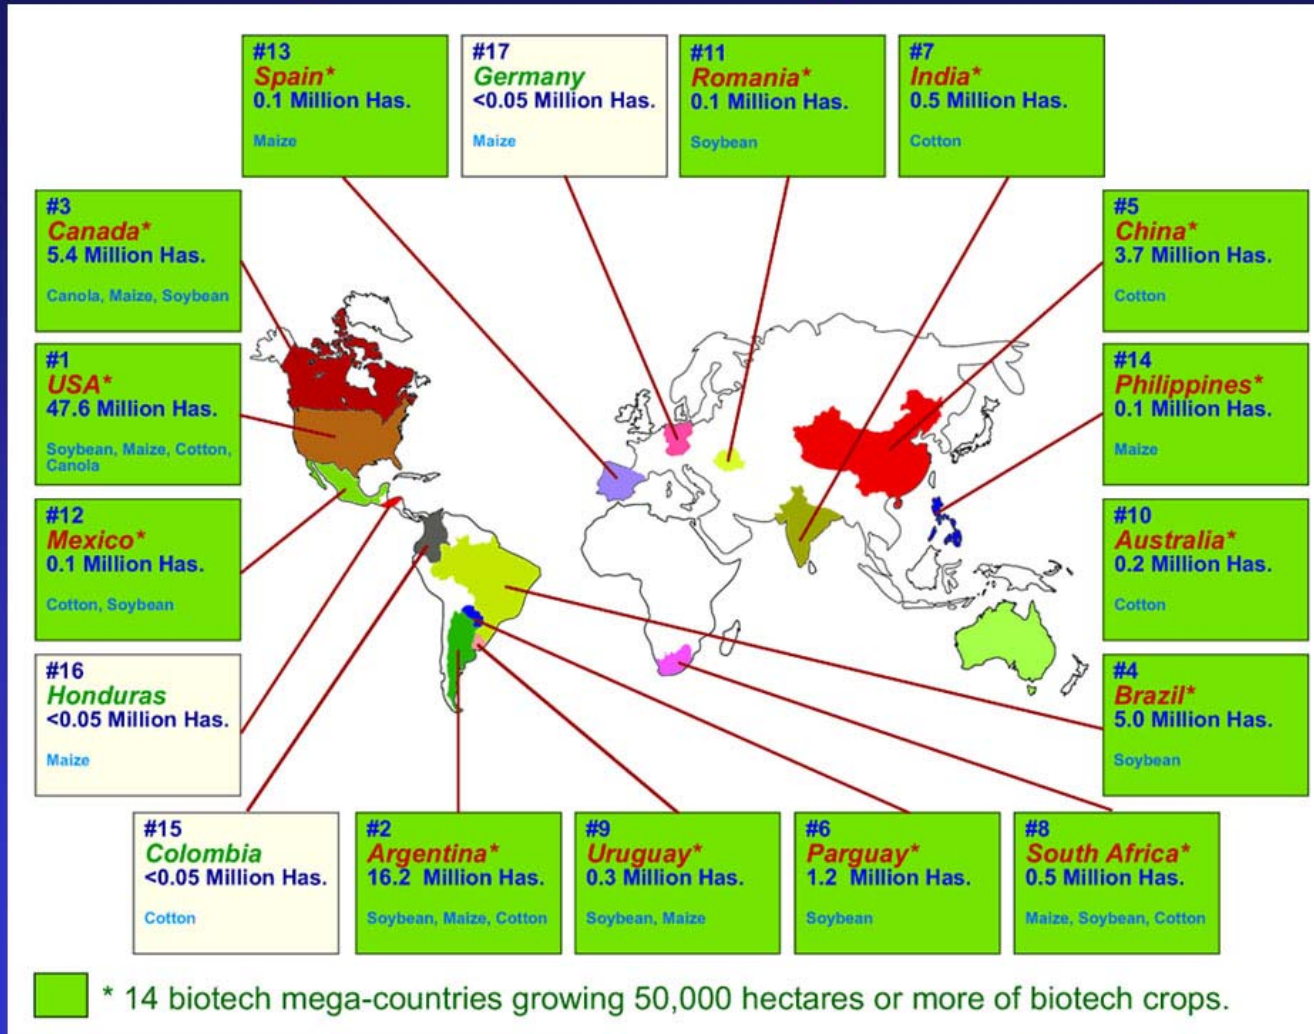 #13
Spain*
0.1 Million Has.
Maize
#17
Germany
<0.05 Million Has.
Maize
#11
Romania*
0.1 Million Has.
Soybean
#7
India*
0.5 Million Has.
Cotton
#3
Canada*
5.4 Million Has.
Canola, Maize, Soybean
#5
China*
3.7 Million Has.
Cotton
#1
USA*
47.6 Million Has.
Soybean, Maize, Cotton,
Canola
#14
Philippines*
0.1 Million Has.
Maize
#12
Mexico*
0.1 Million Has.
Cotton, Soybean
#10
Australia*
0.2 Million Has.
Cotton
#16
Honduras
<0.05 Million Has.
Maize
#4
Brazil*
5.0 Million Has.
Soybean
#15
Colombia
<0.05 Million Has.
Cotton
#2
Argentina*
16.2 Million Has.
Soybean, Maize, Cotton
#9
Uruguay*
0.3 Million Has.
Soybean, Maize
#6
Parguay*
1.2 Million Has.
Soybean
#8
South Africa*
0.5 Million Has.
Maize, Soybean, Cotton
* 14 biotech mega-countries growing 50,000 hectares or more of biotech crops.